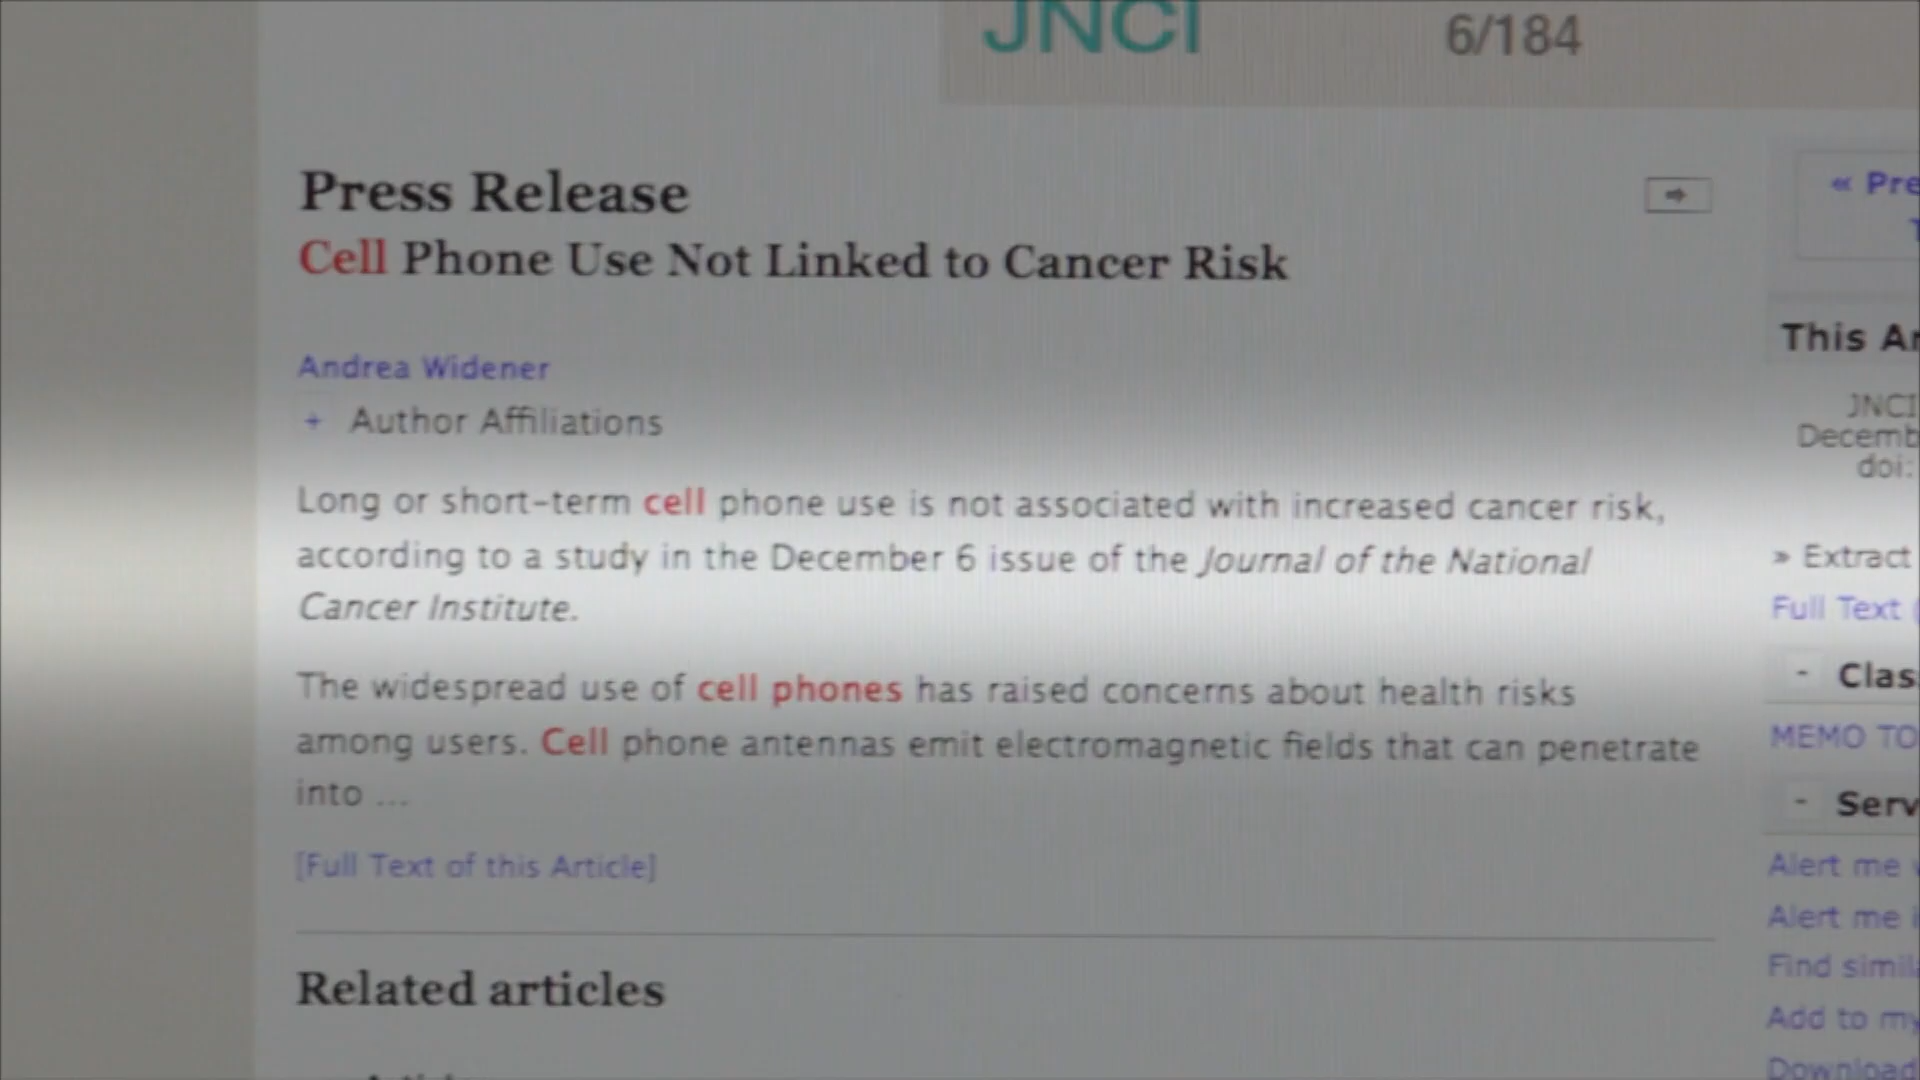 JNCI
6/184
Press Release
Cell Phone Use Not Linked to Cancer Risk
Andrea Widener
+ Author Affiliations
Long or short-term cell phone use is not associated with increased cancer risk,
according to a study in the December 6 issue of the Journal of the National
Cancer Institute.
The widespread use of cell phones has raised concerns about health risks
among users. Cell phone antennas emit electromagnetic fields that can penetrate
into ...
[Full Text of this Article]
Related articles
« Pre
This Ar
JNCI
Decemb
doi:
» Extract
Full Text
- Clas
MEMO TO
- Serv
Alert me
Alert me
Find simil
Add to my
Download